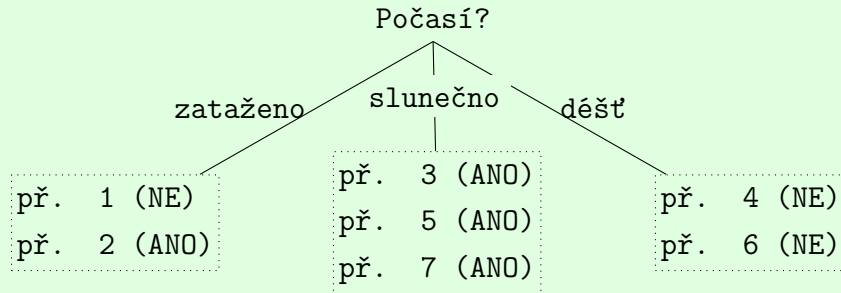 Počasí?
zataženo
slunečno
déšť
př. 1 (NE)
př. 2 (ANO)
př. 3 (ANO)
př. 5 (ANO)
př. 7 (ANO)
př. 4 (NE)
př. 6 (NE)